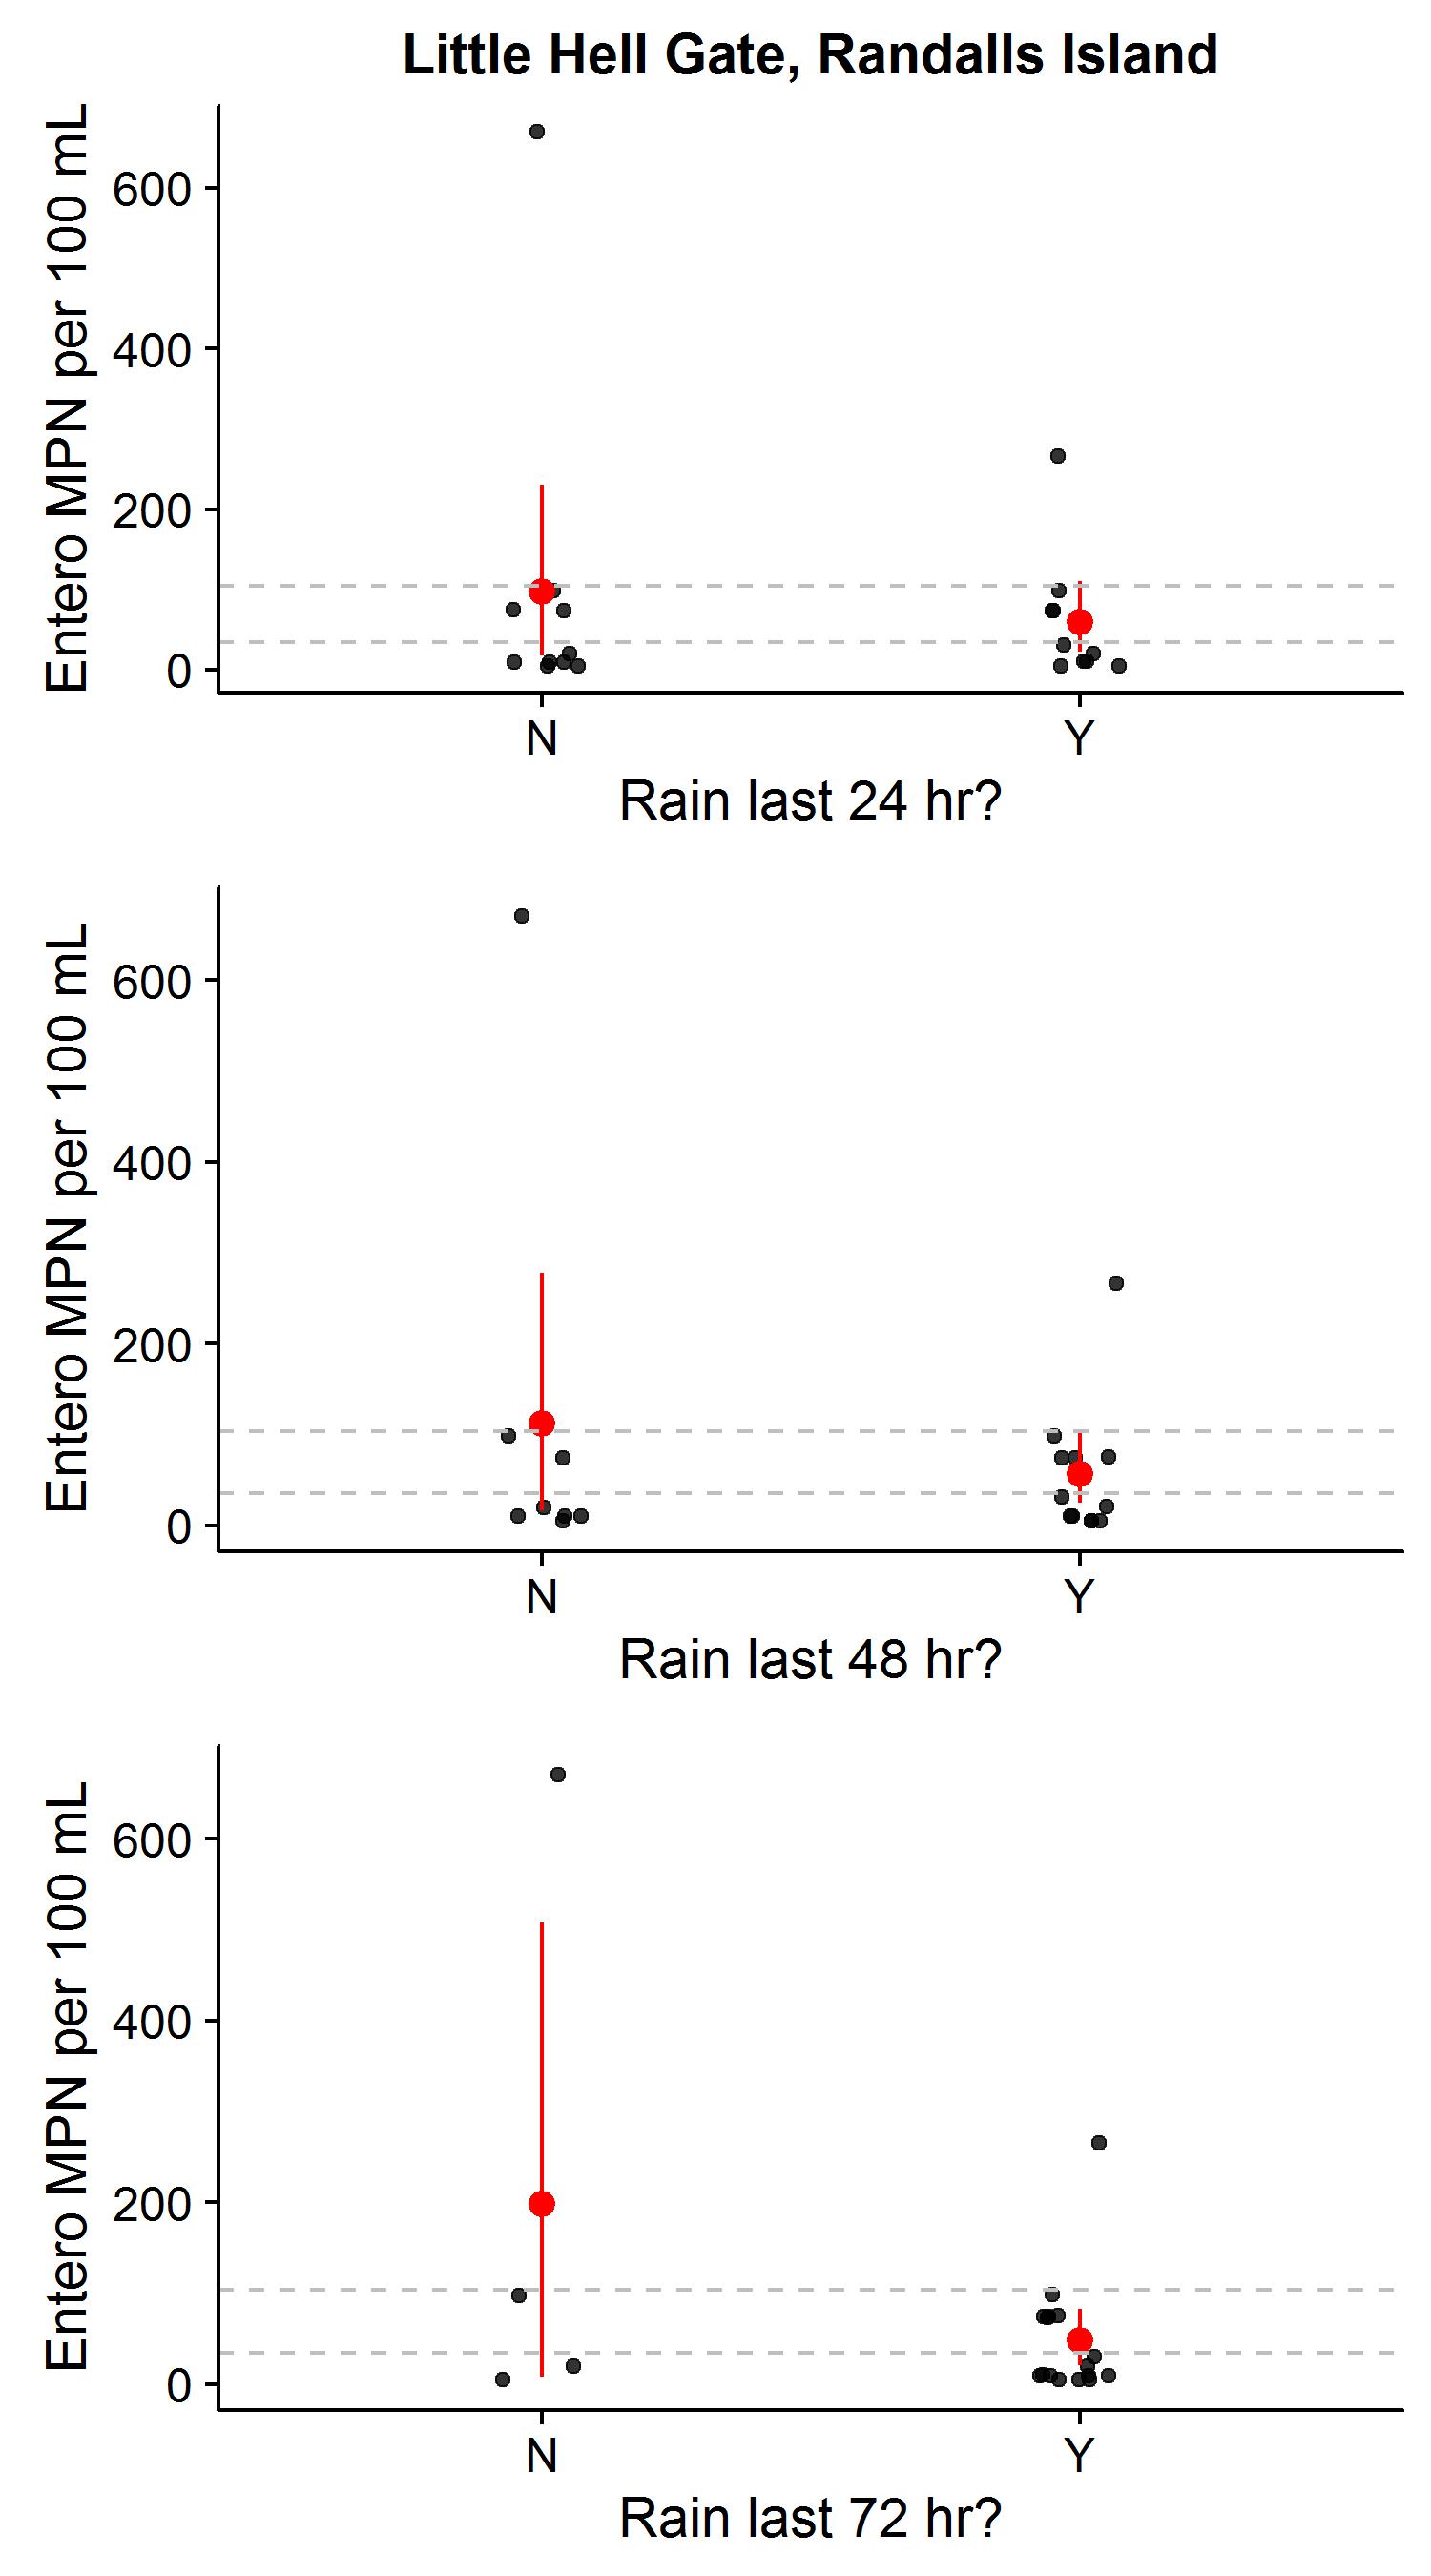 Little Hell Gate, Randalls Island
Entero MPN per 100 mL
600
400
200
0
N
Y
Rain last 24 hr?
Entero MPN per 100 mL
600
400
200
0
N
Y
Rain last 48 hr?
Entero MPN per 100 mL
600
400
200
0
N
Y
Rain last 72 hr?